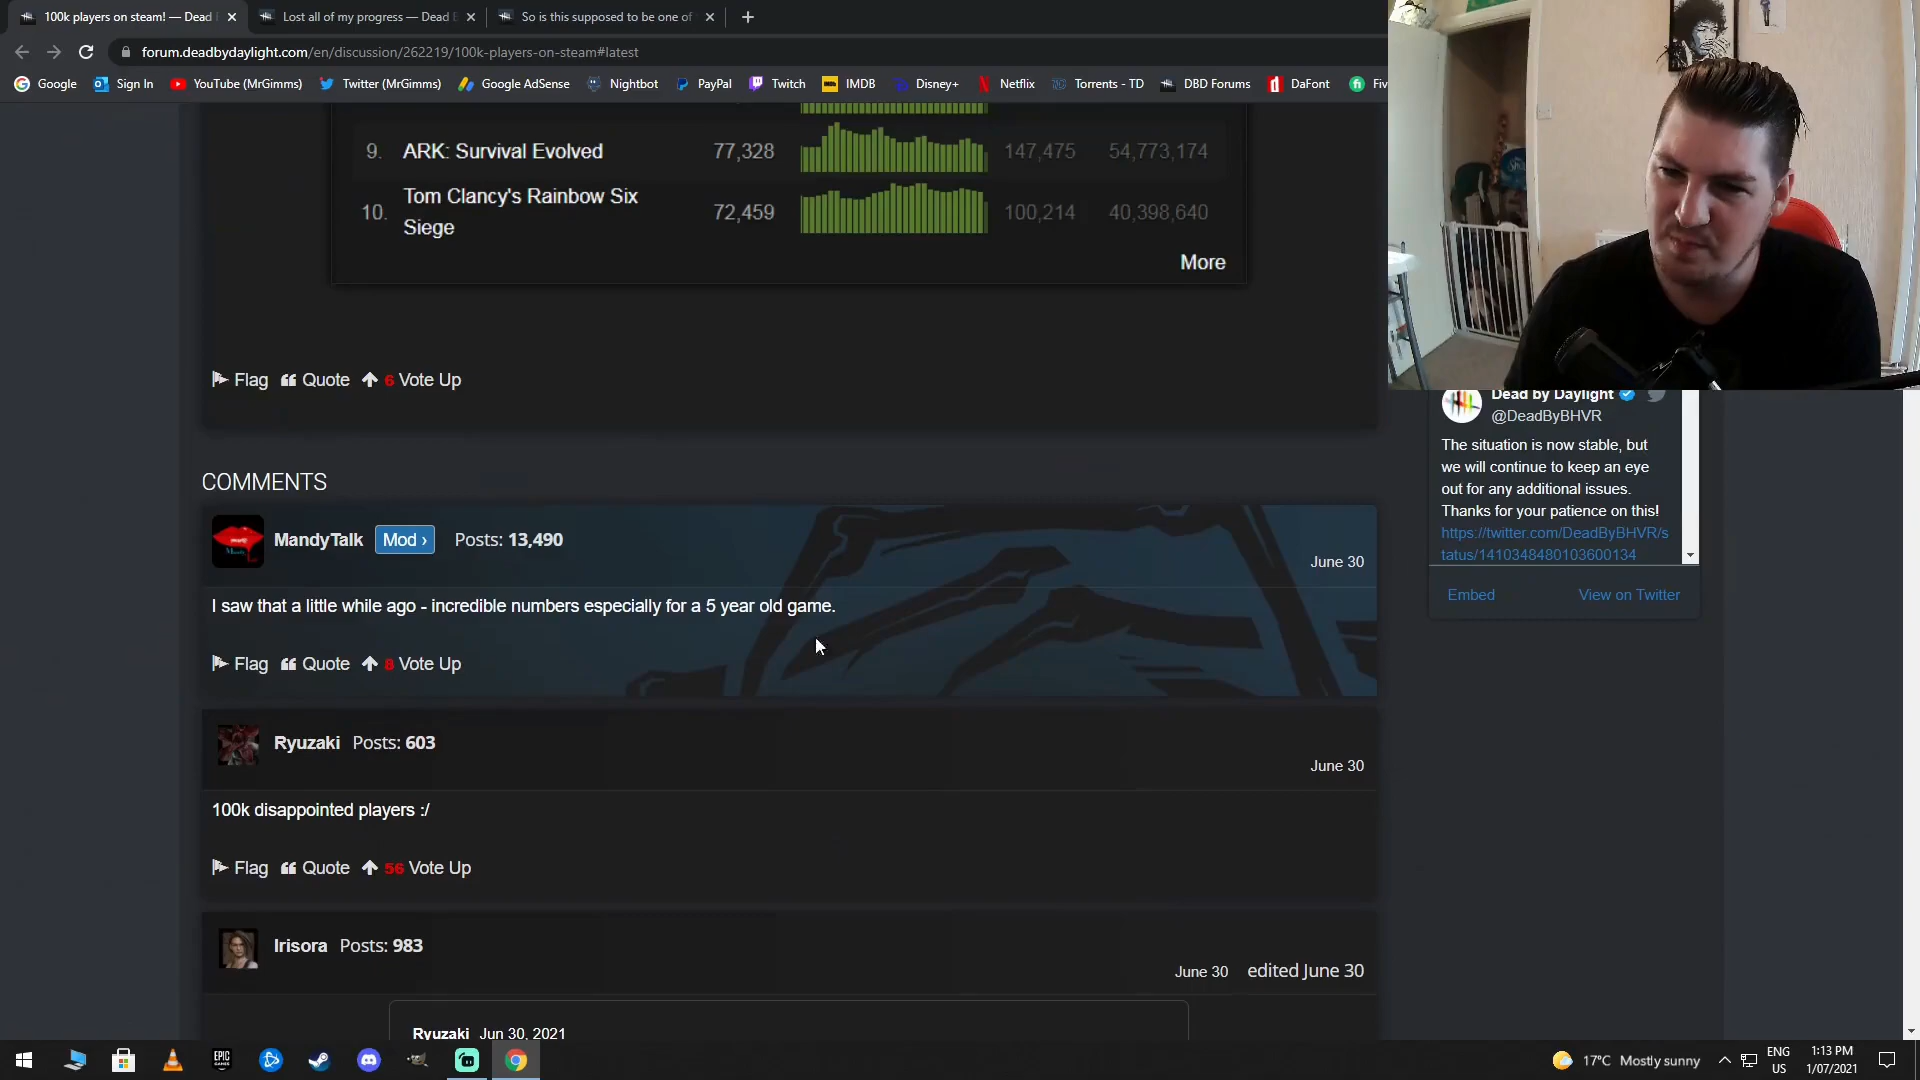 100k players on steam! — Dead
Lost all of my progress — Dead
So is this supposed to be one of
forum.deadbydaylight.com/en/discussion/262219/100k-players-on-steam#latest
Google Sign In YouTube (MrGimms) Twitter (MrGimms) Google AdSense Nightbot PayPal Twitch IMDB Disney+ Netflix Torrents - TD DBD Forums DaFont Fiv
9. ARK: Survival Evolved 77,328 147,475 54,773,174
10. Tom Clancy's Rainbow Six Siege 72,459 100,214 40,398,640
More
Flag Quote 6 Vote Up
COMMENTS
MandyTalk Mod › Posts: 13,490
June 30
I saw that a little while ago - incredible numbers especially for a 5 year old game.
Flag Quote 8 Vote Up
Ryuzaki Posts: 603
June 30
100k disappointed players :/
Flag Quote 56 Vote Up
Irisora Posts: 983
June 30 edited June 30
Ryuzaki Jun 30, 2021
Dead by Daylight
@DeadByBHVR
The situation is now stable, but
we will continue to keep an eye
out for any additional issues.
Thanks for your patience on this!
https://twitter.com/DeadByBHVR/s
tatus/1410348480103600134
Embed View on Twitter
EPIC GAMES
17°C Mostly sunny
ENG
US
1:13 PM
1/07/2021